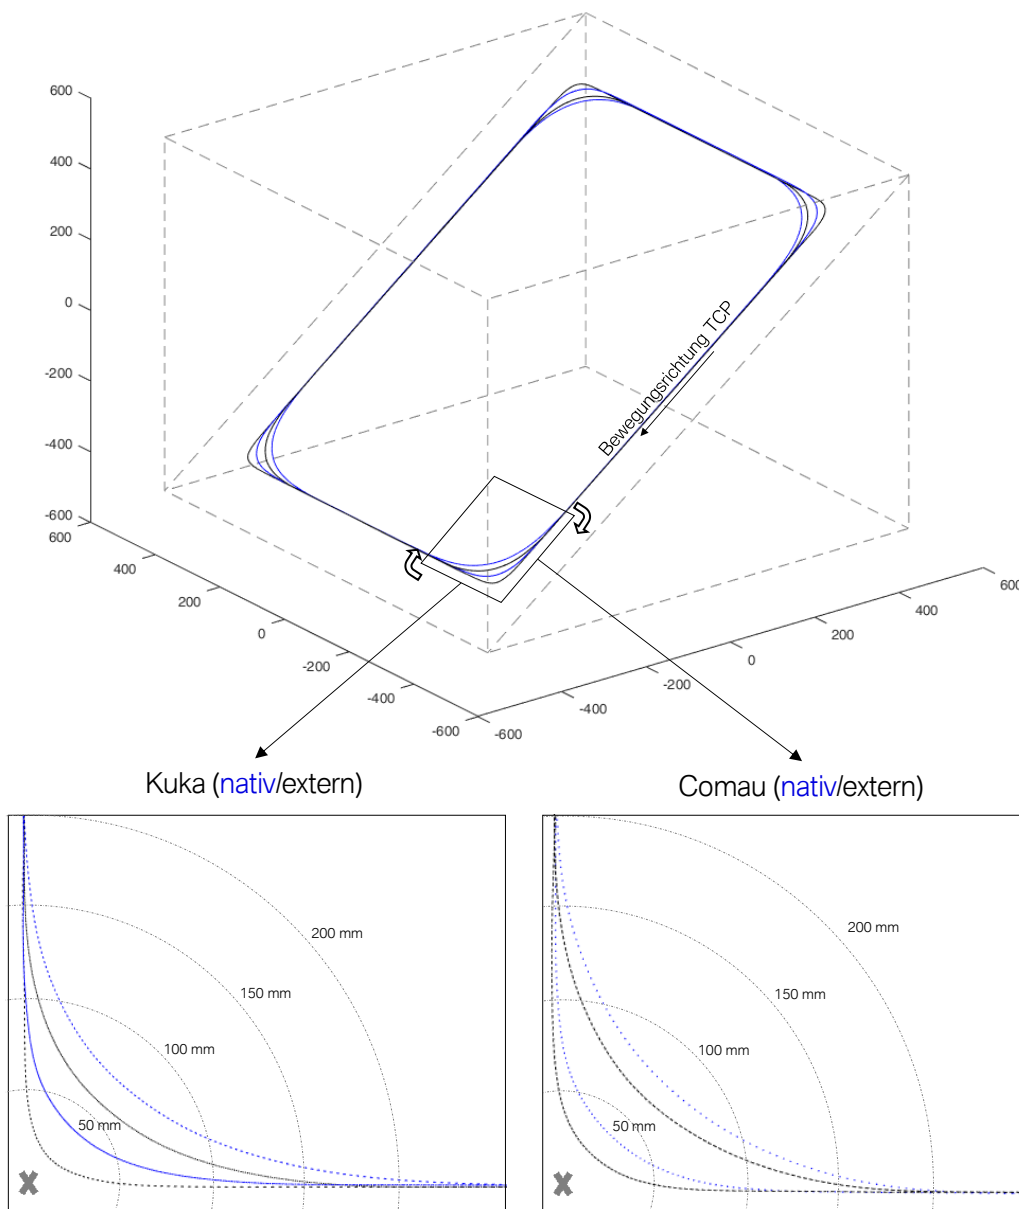 600
400
200
0
-200
-400
-600
600
400
200
0
-200
-400
-600
-600
-400
-200
0
200
400
600
Bewegungsrichtung TCP
Kuka (nativ/extern)
Comau (nativ/extern)
200 mm
150 mm
100 mm
50 mm
200 mm
150 mm
100 mm
50 mm